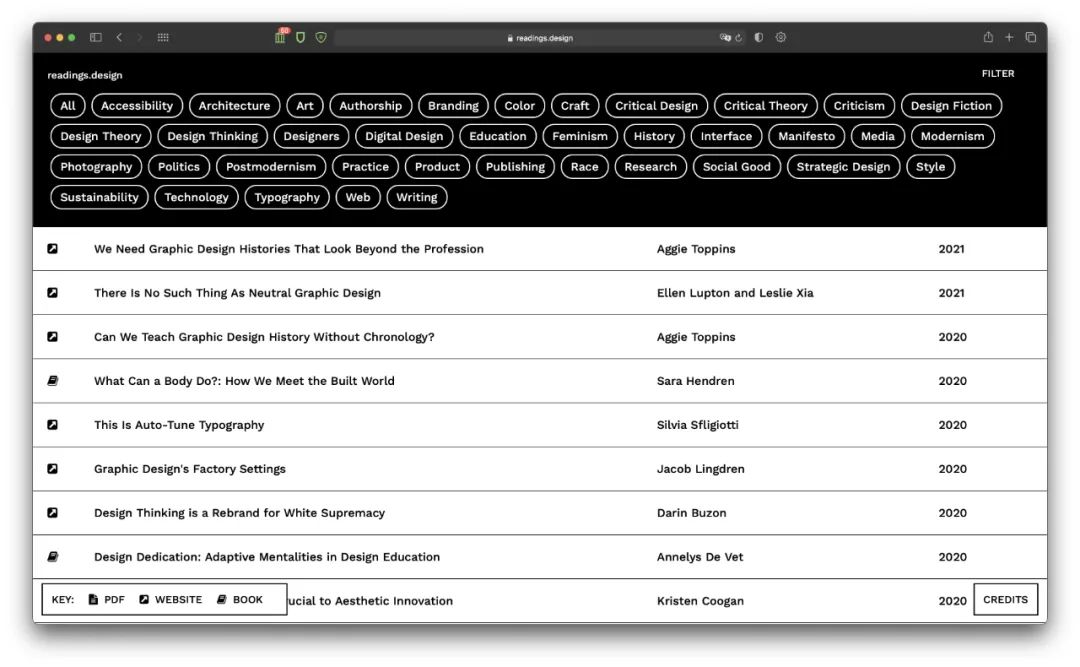 readings.design
readings.design FILTER
All Accessibility Architecture Art Authorship Branding Color Craft Critical Design Critical Theory Criticism Design Fiction
Design Theory Design Thinking Designers Digital Design Education Feminism History Interface Manifesto Media Modernism
Photography Politics Postmodernism Practice Product Publishing Race Research Social Good Strategic Design Style
Sustainability Technology Typography Web Writing
We Need Graphic Design Histories That Look Beyond the Profession Aggie Toppins 2021
There Is No Such Thing As Neutral Graphic Design Ellen Lupton and Leslie Xia 2021
Can We Teach Graphic Design History Without Chronology? Aggie Toppins 2020
What Can a Body Do?: How We Meet the Built World Sara Hendren 2020
This Is Auto-Tune Typography Silvia Sfligiotti 2020
Graphic Design's Factory Settings Jacob Lingdren 2020
Design Thinking is a Rebrand for White Supremacy Darin Buzon 2020
Design Dedication: Adaptive Mentalities in Design Education Annelys De Vet 2020
KEY: PDF WEBSITE BOOK ucial to Aesthetic Innovation Kristen Coogan 2020 CREDITS